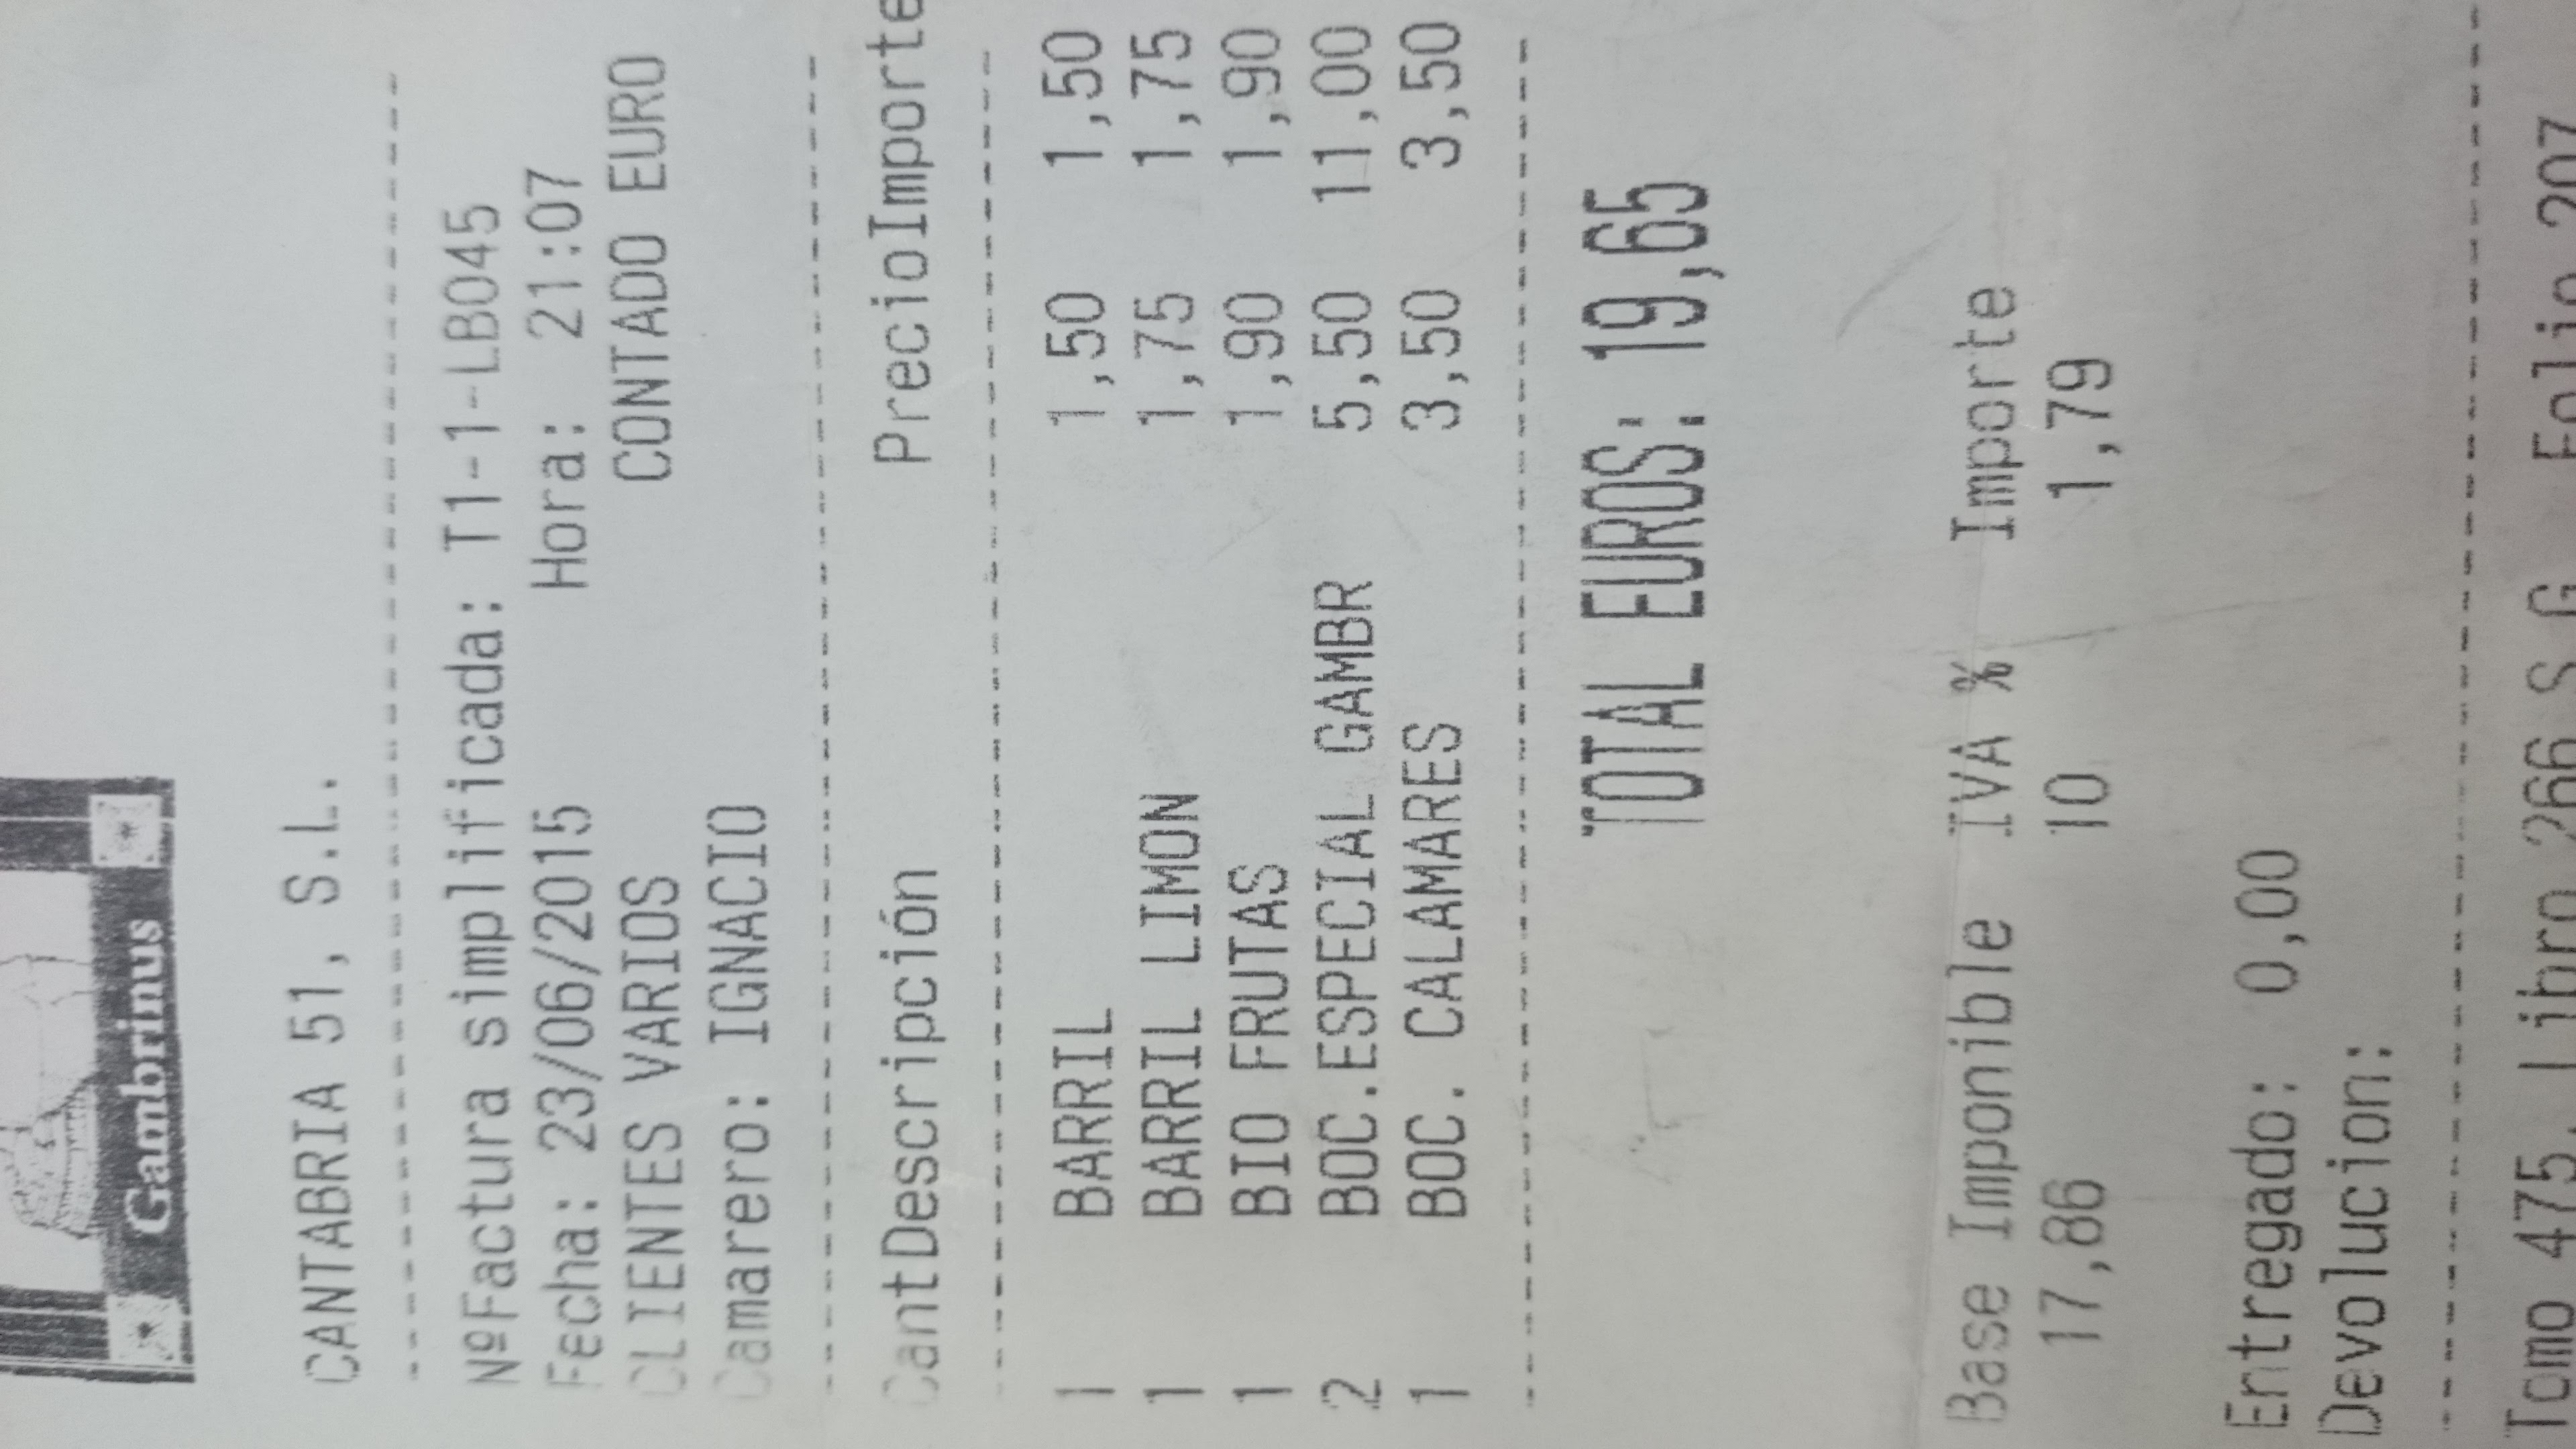 Gambrinus
CANTABRIA 51, S.L.
NºFactura simplificada: T1-1-LB045
Fecha: 23/06/2015 Hora: 21:07
CLIENTES VARIOS CONTADO EURO
Camarero: IGNACIO
Cant Descripción Precio Importe
1 BARRIL 1,50 1,50
1 BARRIL LIMON 1,75 1,75
1 BIO FRUTAS 1,90 1,90
2 BOC.ESPECIAL GAMBR 5,50 11,00
1 BOC. CALAMARES 3,50 3,50
TOTAL EUROS: 19,65
Base Imponible IVA % Importe
17,86 10 1,79
Entregado: 0,00
Devolucion:
Tomo 475, Libro 266 S.G. Folio 207